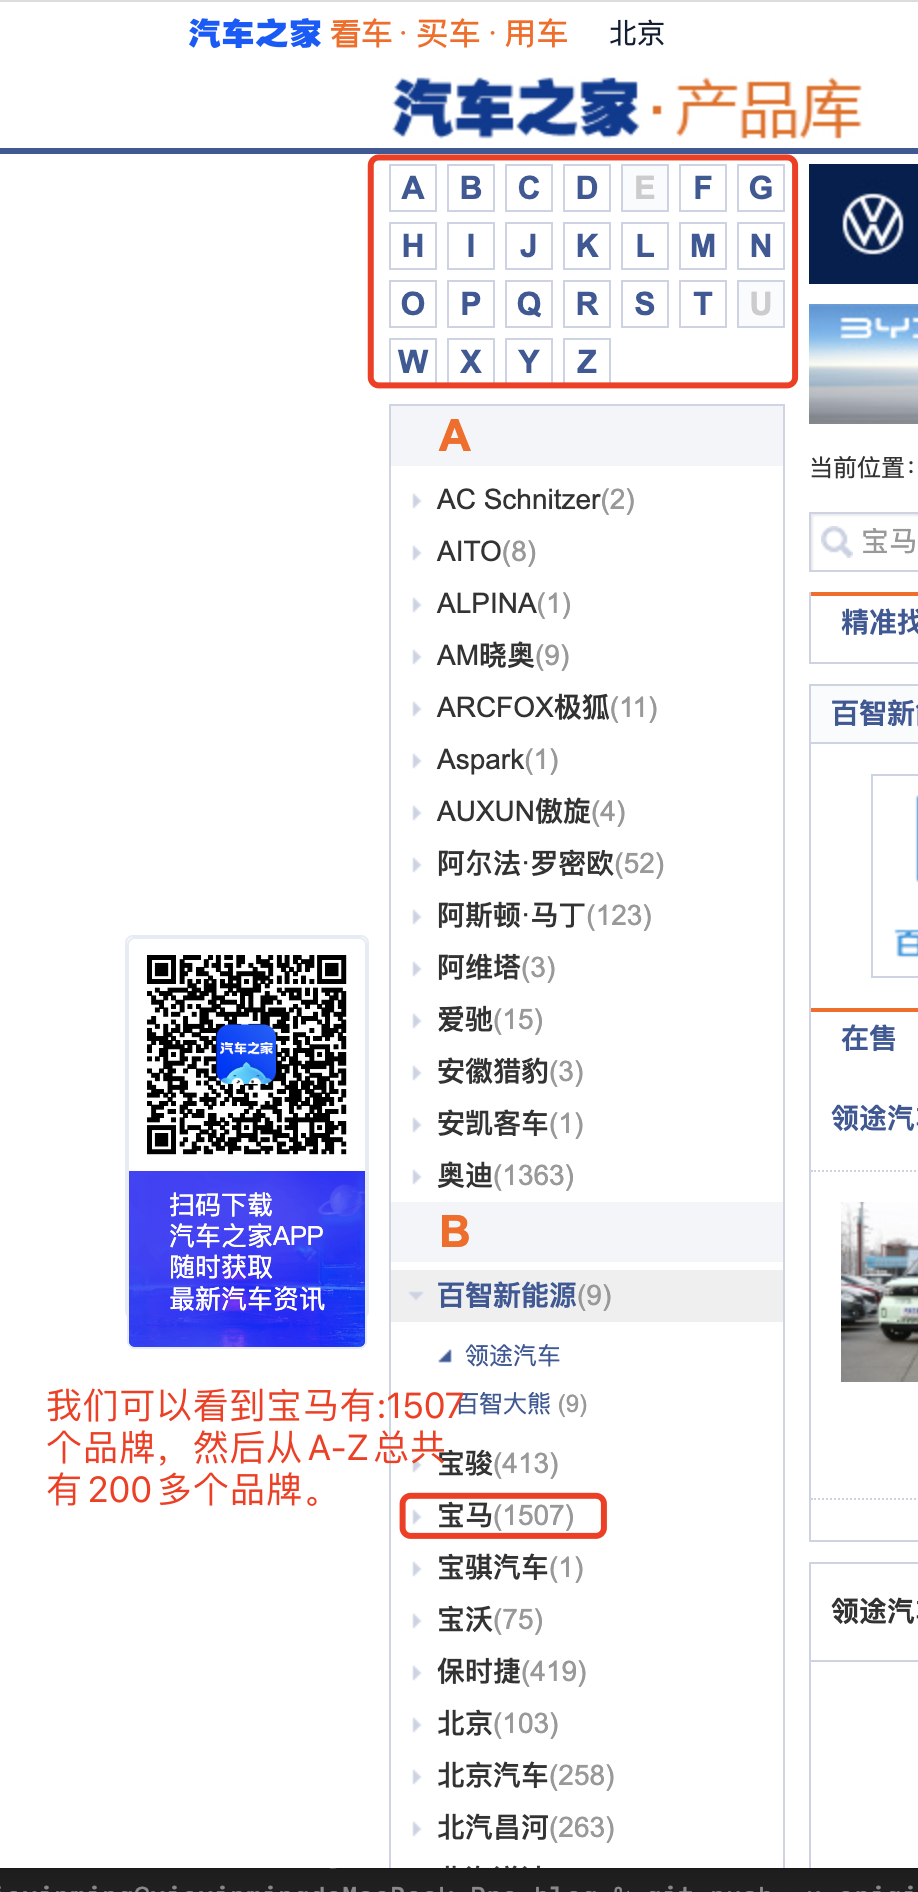 汽车之家 看车 · 买车 · 用车 北京
汽车之家·产品库
A B C D E F G
H I J K L M N
O P Q R S T U
W X Y Z
A
AC Schnitzer(2)
AITO(8)
ALPINA(1)
AM晓奥(9)
ARCFOX极狐(11)
Aspark(1)
AUXUN傲旋(4)
阿尔法·罗密欧(52)
阿斯顿·马丁(123)
阿维塔(3)
爱驰(15)
安徽猎豹(3)
安凯客车(1)
奥迪(1363)
B
百智新能源(9)
领途汽车
百智大熊 (9)
宝骏(413)
宝马(1507)
宝骐汽车(1)
宝沃(75)
保时捷(419)
北京(103)
北京汽车(258)
北汽昌河(263)
汽车之家
扫码下载
汽车之家APP
随时获取
最新汽车资讯
我们可以看到宝马有:1507
个品牌，然后从A-Z总共
有200多个品牌。
当前位置:
宝马
精准找
百智新
在售
领途汽
领途汽